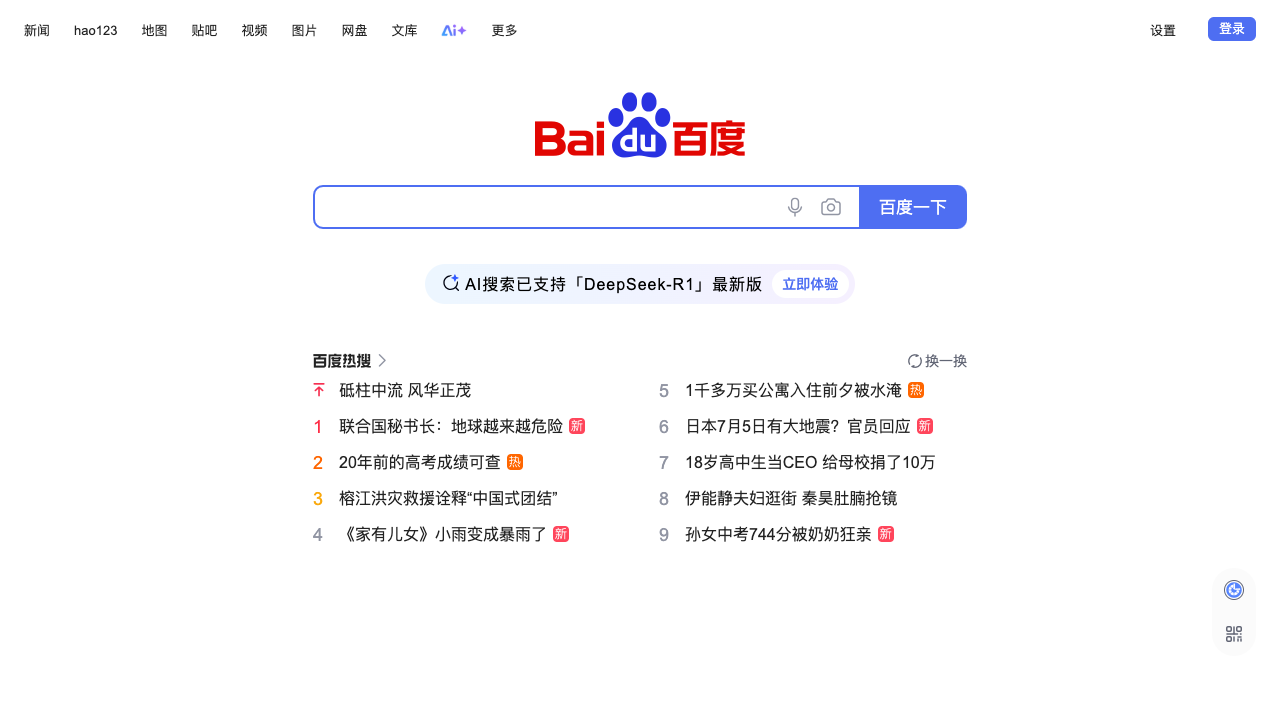 新闻 hao123 地图 贴吧 视频 图片 网盘 文库 Ai+ 更多 设置 登录
Bai du 百度
百度一下
AI搜索已支持「DeepSeek-R1」最新版 立即体验
百度热搜 换一换
砥柱中流 风华正茂
1 联合国秘书长：地球越来越危险 新
2 20年前的高考成绩可查 热
3 榕江洪灾救援诠释“中国式团结”
4 《家有儿女》小雨变成暴雨了 新
5 1千多万买公寓入住前夕被水淹 热
6 日本7月5日有大地震？官员回应 新
7 18岁高中生当CEO 给母校捐了10万
8 伊能静夫妇逛街 秦昊肚腩抢镜
9 孙女中考744分被奶奶狂亲 新